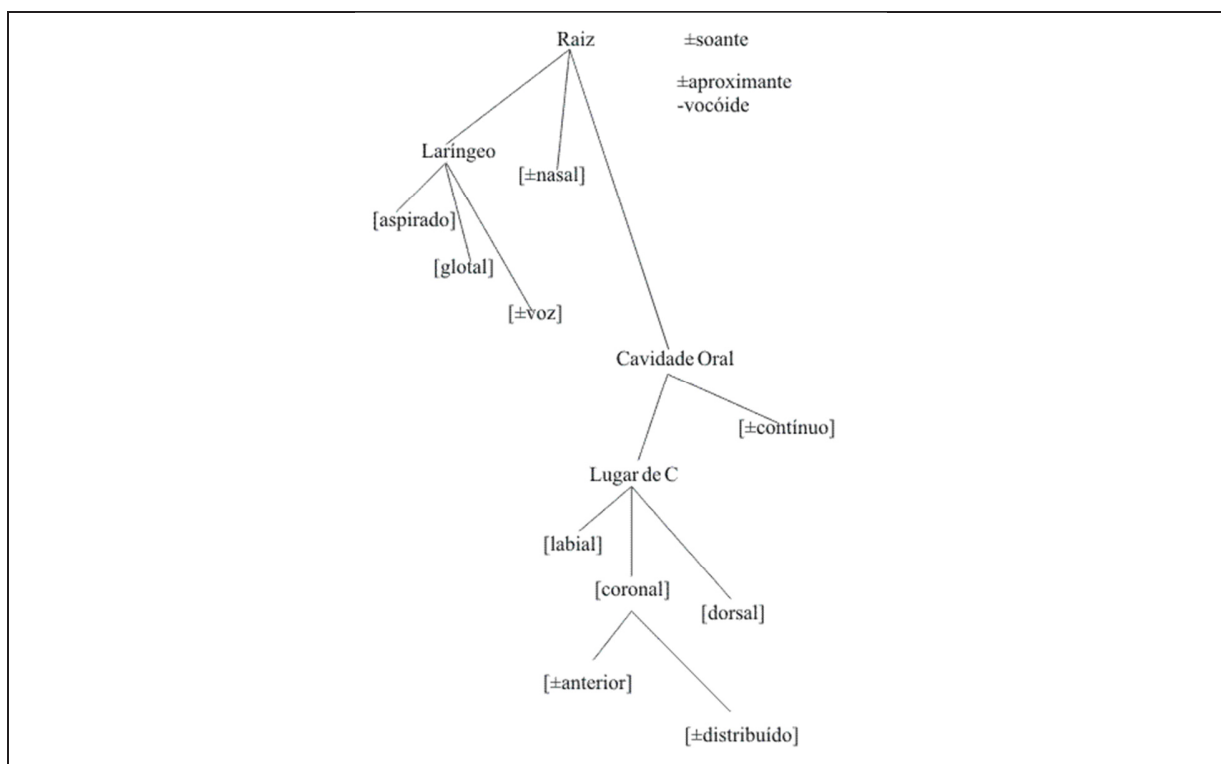 Raiz ±soante
±aproximante
-vocóide
Laríngeo
[±nasal]
[aspirado]
[glotal]
[±voz]
Cavidade Oral
[±contínuo]
Lugar de C
[labial]
[coronal]
[dorsal]
[±anterior]
[±distribuído]